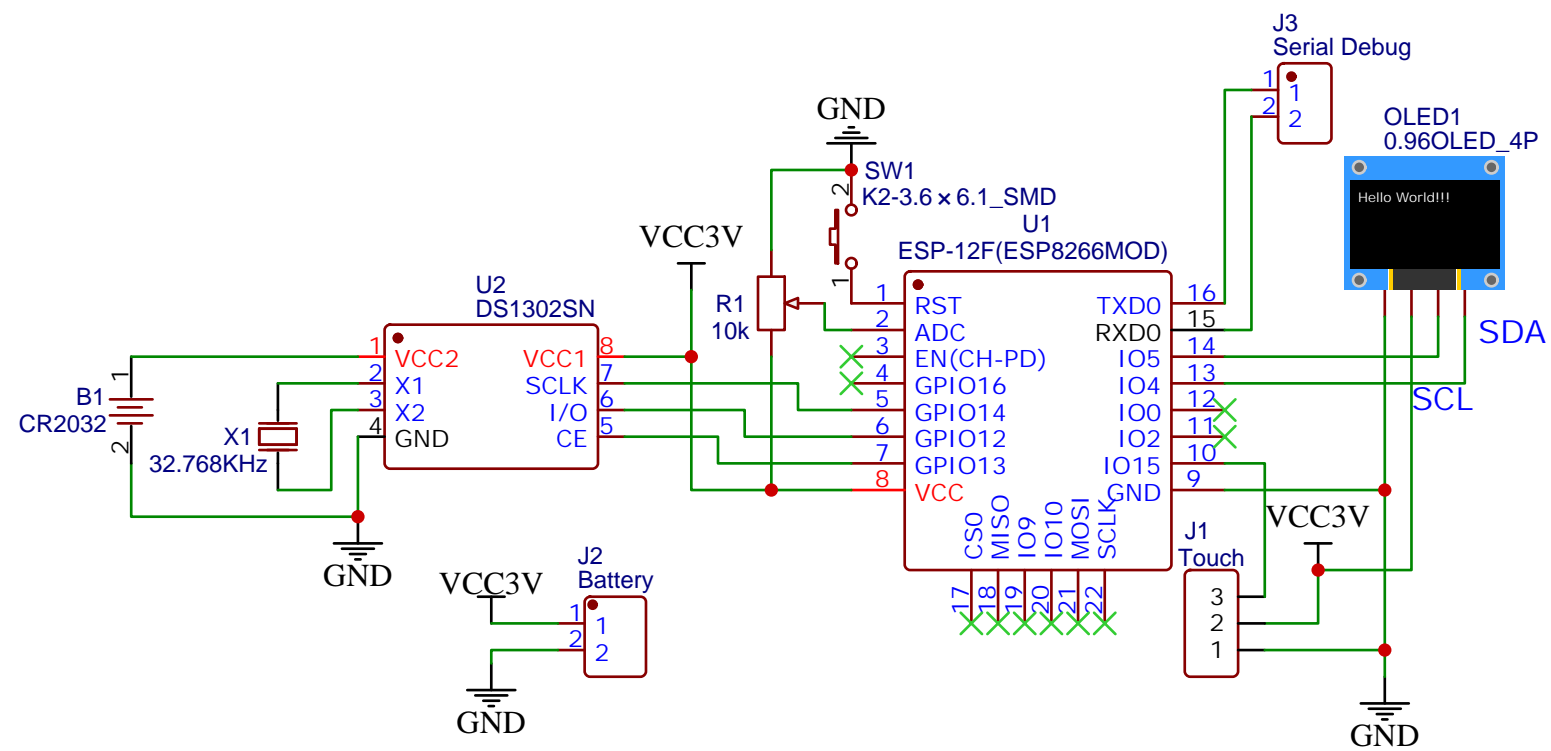 J3
Serial Debug
1
1
2
2
GND
OLED1
0.96OLED_4P
Hello World!!!
SDA
SCL
SW1
K2-3.6×6.1_SMD
2
1
VCC3V
R1
10k
U1
ESP-12F(ESP8266MOD)
1 RST
2 ADC
3 EN(CH-PD)
4 GPIO16
5 GPIO14
6 GPIO12
7 GPIO13
8 VCC
TXD0 16
RXD0 15
IO5 14
IO4 13
IO0 12
IO2 11
IO15 10
GND 9
CS0 17
MISO 18
IO9 19
IO10 20
MOSI 21
SCLK 22
U2
DS1302SN
1 VCC2
2 X1
3 X2
4 GND
VCC1 8
SCLK 7
I/O 6
CE 5
B1
CR2032
1
2
X1
32.768KHz
GND
VCC3V
J2
Battery
1
1
2
2
GND
VCC3V
J1
Touch
3
2
1
GND